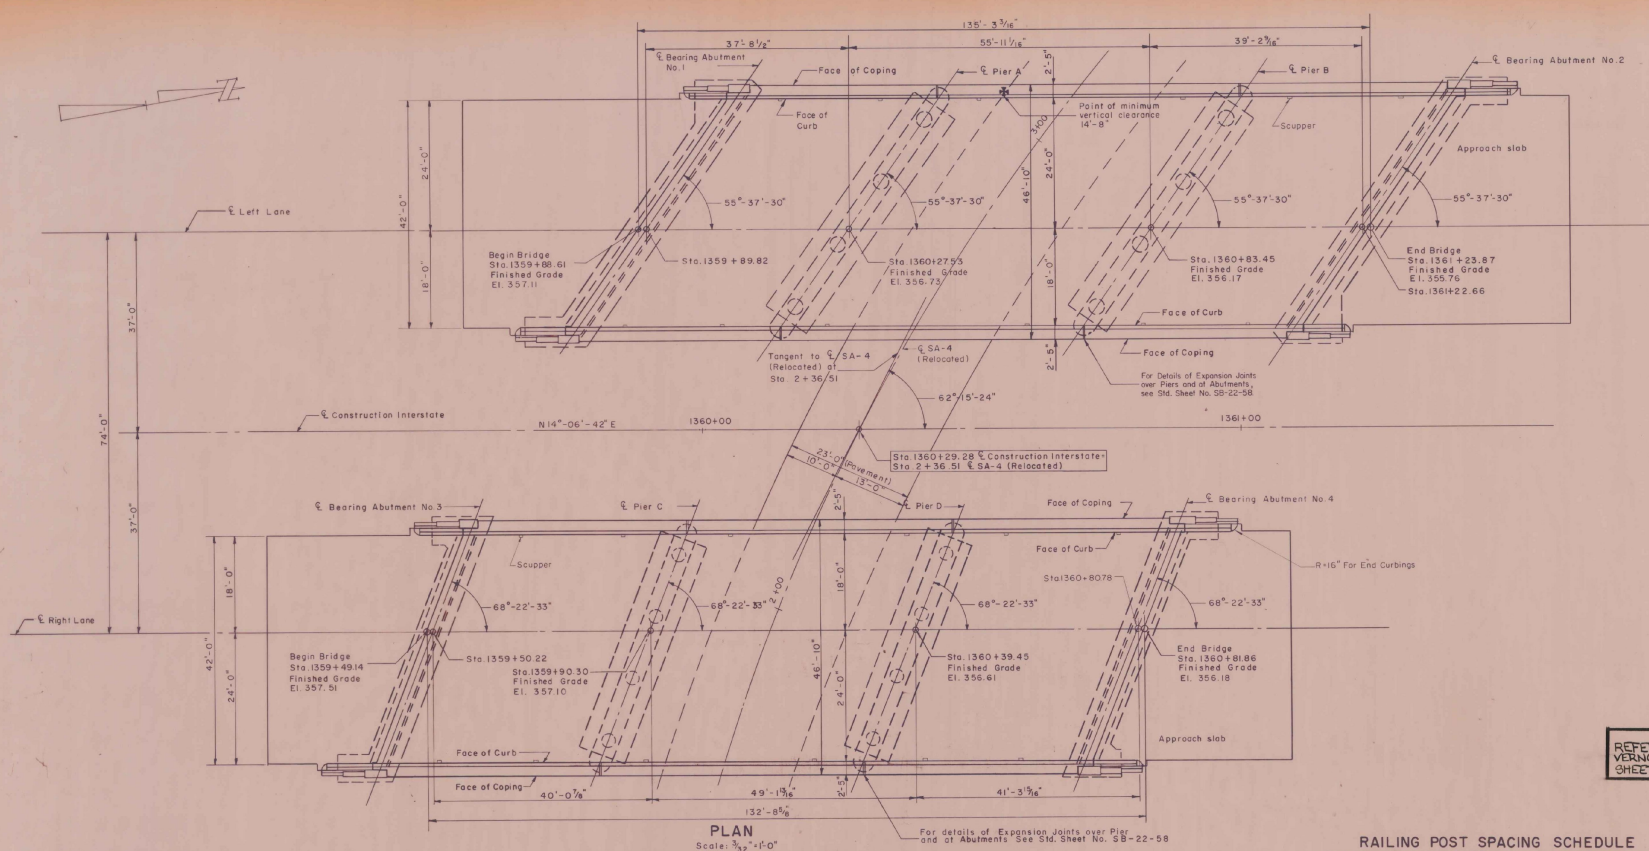 135'-3 3/16"
37'-8 1/2"
55'-11 1/16"
39'-2 9/16"
℄ Bearing Abutment
No.1
Face of Coping
℄ Pier A
2'-5"
℄ Pier B
℄ Bearing Abutment No.2
Face of
Curb
Point of minimum
vertical clearance
14'-8"
3+00
Scupper
Approach slab
42'-0"
24'-0"
46'-10"
24'-0"
55°-37'-30"
55°-37'-30"
55°-37'-30"
55°-37'-30"
℄ Left Lane
Begin Bridge
Sta. 1359+88.61
Finished Grade
El. 357.11
Sta. 1359+89.82
Sta. 1360+27.53
Finished Grade
El. 356.73
Sta. 1360+83.45
Finished Grade
El. 356.17
End Bridge
Sta. 1361+23.87
Finished Grade
El. 355.76
Sta. 1361+22.66
18'-0"
18'-0"
37'-0"
Face of Curb
Face of Coping
2'-5"
Tangent to ℄ SA-4
(Relocated) at
Sta. 2+36.51
℄ SA-4
(Relocated)
For Details of Expansion Joints
over Piers and at Abutments,
see Std. Sheet No. SB-22-58
62°-15'-24"
℄ Construction Interstate
N 14°-06'-42" E
1360+00
1361+00
74'-0"
Sta. 1360+29.28 ℄ Construction Interstate=
Sta. 2+36.51 ℄ SA-4 (Relocated)
23'-0" (Pavement)
10'-0"
13'-0"
37'-0"
℄ Bearing Abutment No.3
℄ Pier C
2'-5"
℄ Pier D
Face of Coping
℄ Bearing Abutment No.4
Scupper
Face of Curb
R=16" For End Curbings
18'-0"
18'-0"
2+00
Sta.1360+80.78
68°-22'-33"
68°-22'-33"
68°-22'-33"
68°-22'-33"
℄ Right Lane
42'-0"
24'-0"
Begin Bridge
Sta. 1359+49.14
Finished Grade
El. 357.51
Sta. 1359+50.22
Sta. 1359+90.30
Finished Grade
El. 357.10
46'-10"
24'-0"
Sta. 1360+39.45
Finished Grade
El. 356.61
End Bridge
Sta. 1360+81.86
Finished Grade
El. 356.18
Approach slab
Face of Curb
Face of Coping
2'-5"
40'-0 7/8"
49'-1 13/16"
41'-3 15/16"
132'-8 5/8"
PLAN
Scale: 3/32"=1'-0"
For details of Expansion Joints over Pier
and at Abutments See Std. Sheet No. SB-22-58
RAILING POST SPACING SCHEDULE